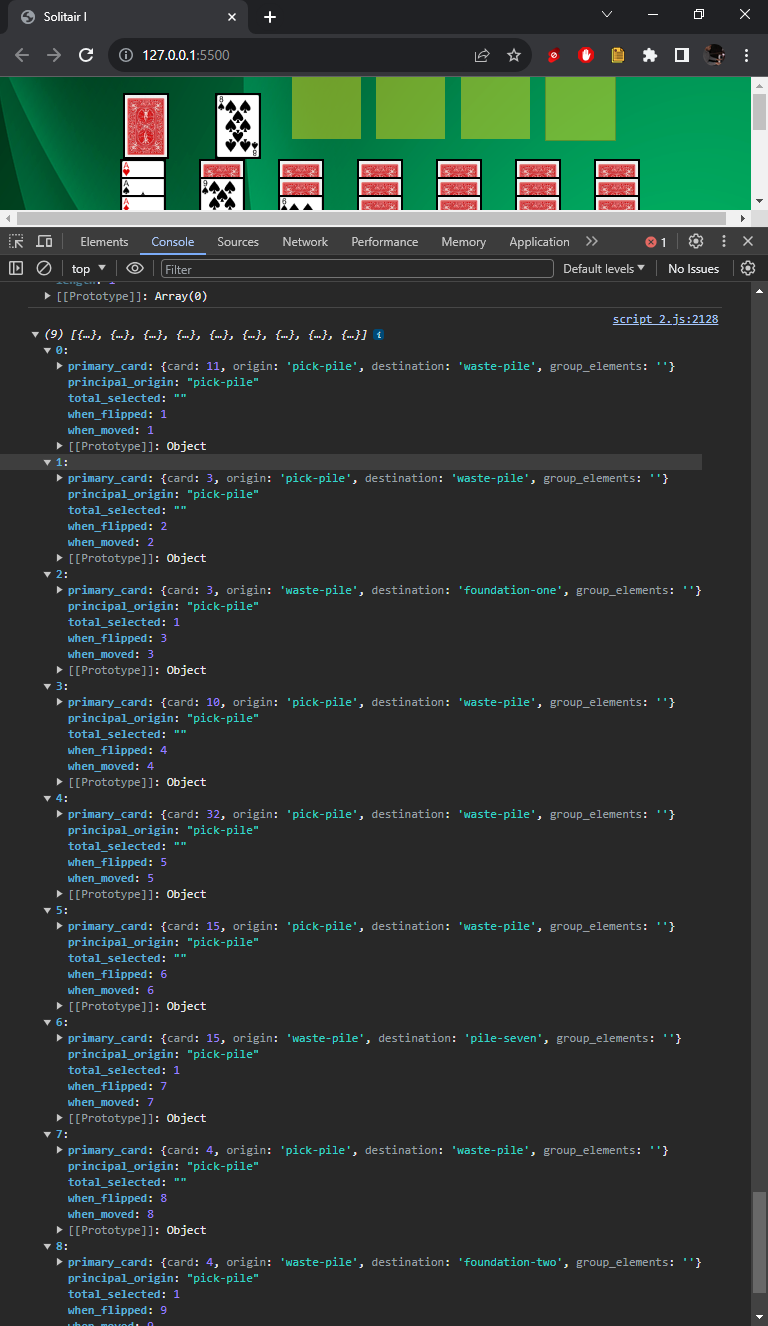 Solitair I
127.0.0.1:5500
8
8
A
A
A
9
6
Elements Console Sources Network Performance Memory Application 1
top Filter Default levels No Issues
length: 1
[[Prototype]]: Array(0)
script 2.js:2128
(9) [{…}, {…}, {…}, {…}, {…}, {…}, {…}, {…}, {…}]
0:
primary_card: {card: 11, origin: 'pick-pile', destination: 'waste-pile', group_elements: ''}
principal_origin: "pick-pile"
total_selected: ""
when_flipped: 1
when_moved: 1
[[Prototype]]: Object
1:
primary_card: {card: 3, origin: 'pick-pile', destination: 'waste-pile', group_elements: ''}
principal_origin: "pick-pile"
total_selected: ""
when_flipped: 2
when_moved: 2
[[Prototype]]: Object
2:
primary_card: {card: 3, origin: 'waste-pile', destination: 'foundation-one', group_elements: ''}
principal_origin: "pick-pile"
total_selected: 1
when_flipped: 3
when_moved: 3
[[Prototype]]: Object
3:
primary_card: {card: 10, origin: 'pick-pile', destination: 'waste-pile', group_elements: ''}
principal_origin: "pick-pile"
total_selected: ""
when_flipped: 4
when_moved: 4
[[Prototype]]: Object
4:
primary_card: {card: 32, origin: 'pick-pile', destination: 'waste-pile', group_elements: ''}
principal_origin: "pick-pile"
total_selected: ""
when_flipped: 5
when_moved: 5
[[Prototype]]: Object
5:
primary_card: {card: 15, origin: 'pick-pile', destination: 'waste-pile', group_elements: ''}
principal_origin: "pick-pile"
total_selected: ""
when_flipped: 6
when_moved: 6
[[Prototype]]: Object
6:
primary_card: {card: 15, origin: 'waste-pile', destination: 'pile-seven', group_elements: ''}
principal_origin: "pick-pile"
total_selected: 1
when_flipped: 7
when_moved: 7
[[Prototype]]: Object
7:
primary_card: {card: 4, origin: 'pick-pile', destination: 'waste-pile', group_elements: ''}
principal_origin: "pick-pile"
total_selected: ""
when_flipped: 8
when_moved: 8
[[Prototype]]: Object
8:
primary_card: {card: 4, origin: 'waste-pile', destination: 'foundation-two', group_elements: ''}
principal_origin: "pick-pile"
total_selected: 1
when_flipped: 9
when_moved: 9